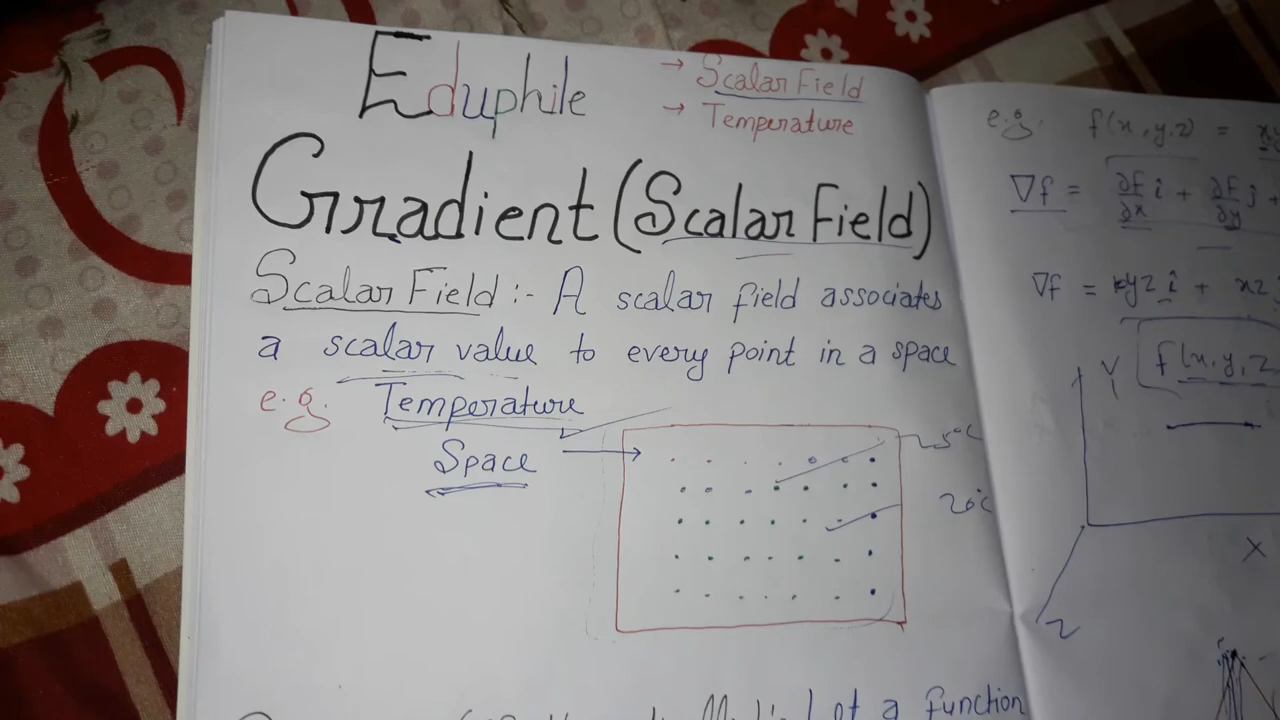 Eduphile
→ Scalar Field
→ Temperature
Gradient (Scalar Field)
Scalar Field :- A scalar field associates
a scalar value to every point in a space
e.g. Temperature
Space
25°C
20°C
of a function
e.g. f(x, y, z) =
∇f = ∂f/∂x i + ∂f/∂y j +
∇f = yz i + xz
f(x, y, z
Y
X
Z